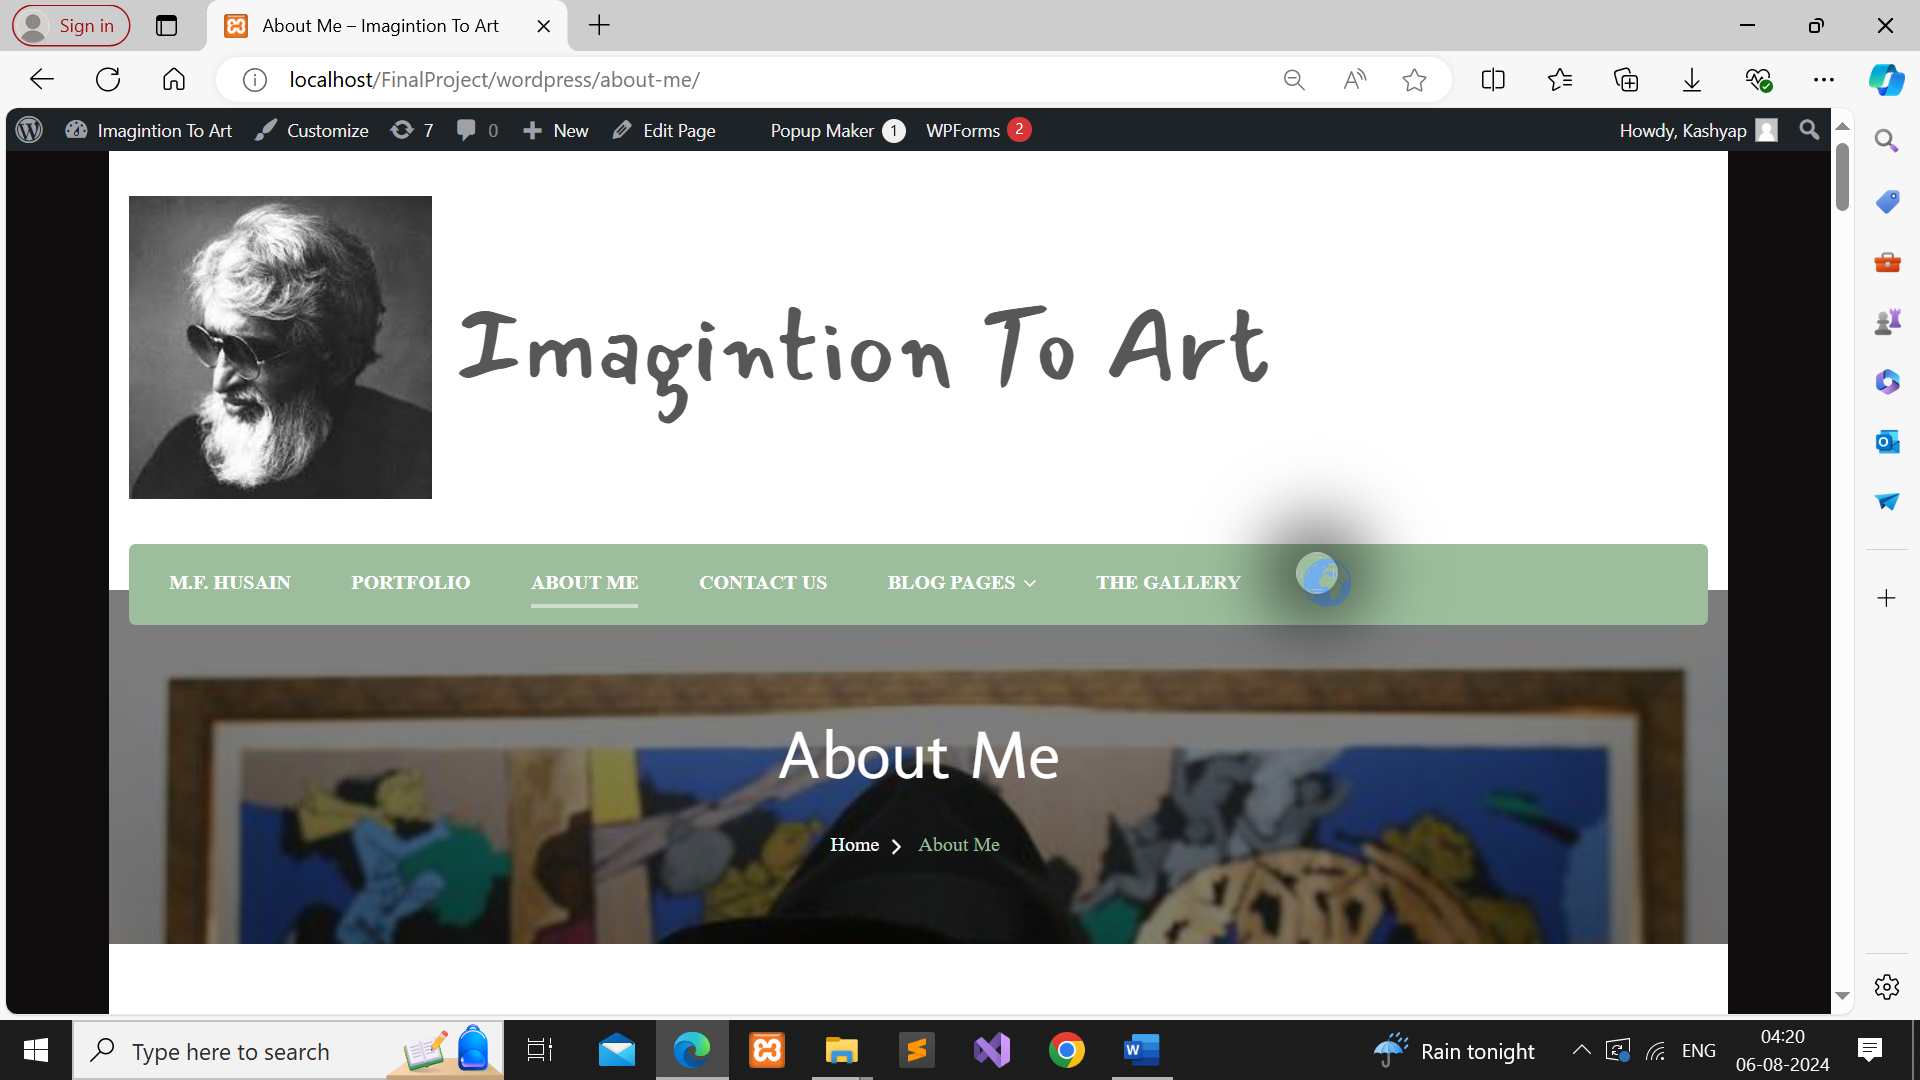 Sign in
About Me – Imagintion To Art
localhost/FinalProject/wordpress/about-me/
Imagintion To Art Customize 7 0 New Edit Page Popup Maker 1 WPForms 2 Howdy, Kashyap
Imagintion To Art
M.F. HUSAIN PORTFOLIO ABOUT ME CONTACT US BLOG PAGES THE GALLERY
About Me
Home About Me
Type here to search
Rain tonight
ENG
04:20
06-08-2024